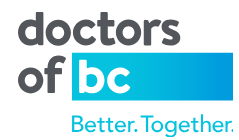 doctors
of bc
Better. Together.